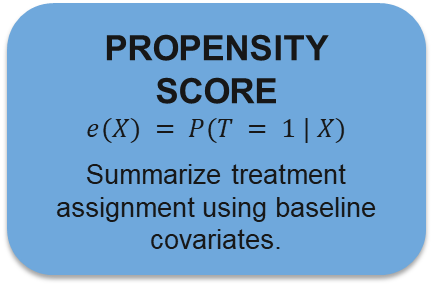 PROPENSITY
SCORE
e(X) = P(T = 1 | X)
Summarize treatment
assignment using baseline
covariates.